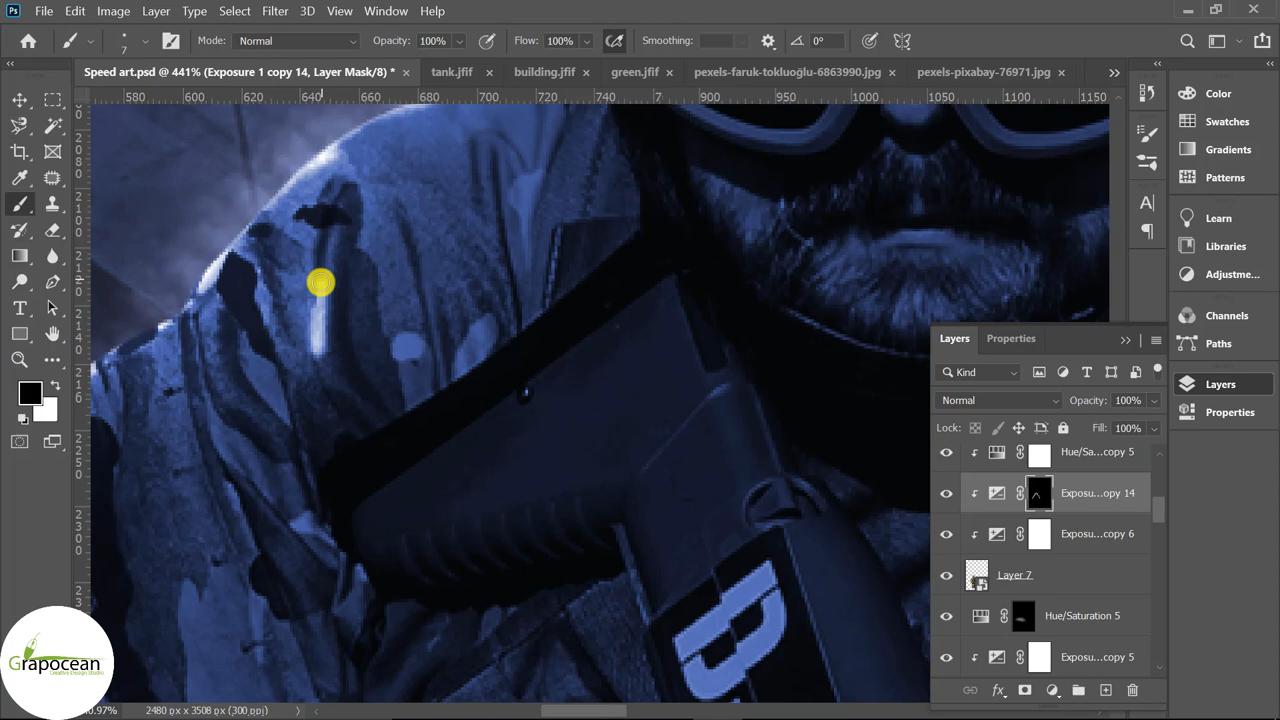 Ps File Edit Image Layer Type Select Filter 3D View Window Help
7 Mode: Normal Opacity: 100% Flow: 100% Smoothing: 0°
Speed art.psd @ 441% (Exposure 1 copy 14, Layer Mask/8) * × tank.jfif × building.jfif × green.jfif × pexels-faruk-tokluoğlu-6863990.jpg × pexels-pixabay-76971.jpg ×
580 600 620 640 660 680 700 720 740 7 900 950 1000 1050 1100 1150
Color
Swatches
Gradients
Patterns
Learn
Libraries
Adjustme...
Channels
Paths
Layers
Properties
Layers Properties
Kind
Normal Opacity: 100%
Lock: Fill: 100%
Hue/Sa...copy 5
Exposu...opy 14
Exposu...copy 6
Layer 7
Hue/Saturation 5
Exposu...copy 5
D
Grapocean
Creative Design Studio
2480 px x 3508 px (300 ppi)